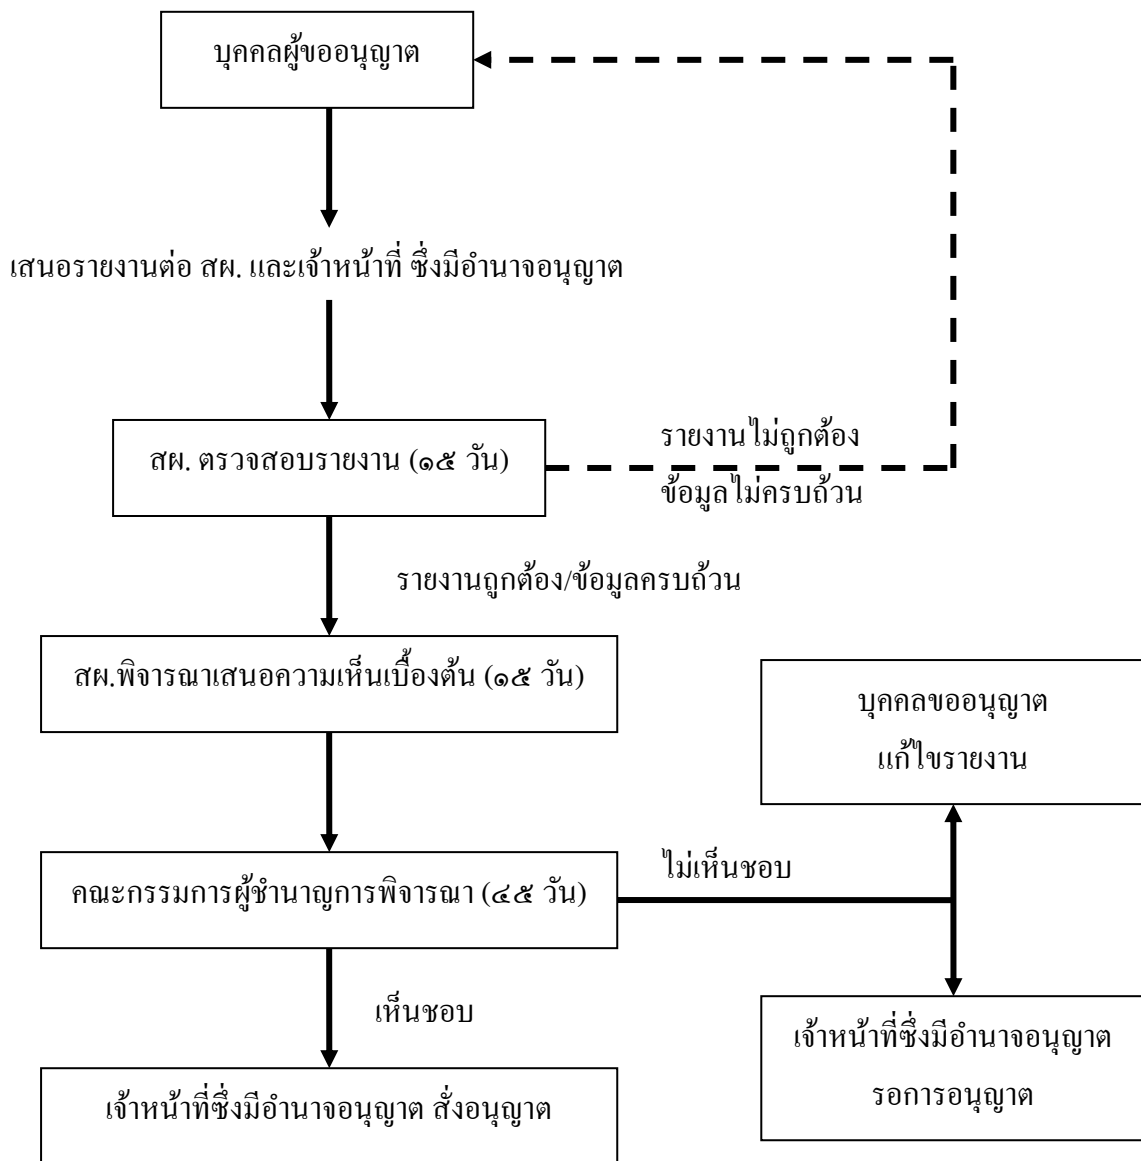 บุคคลผู้ขออนุญาต
เสนอรายงานต่อ สผ. และเจ้าหน้าที่ ซึ่งมีอำนาจอนุญาต
สผ. ตรวจสอบรายงาน (๑๕ วัน)
รายงานไม่ถูกต้อง
ข้อมูลไม่ครบถ้วน
รายงานถูกต้อง/ข้อมูลครบถ้วน
สผ.พิจารณาเสนอความเห็นเบื้องต้น (๑๕ วัน)
บุคคลขออนุญาต
แก้ไขรายงาน
คณะกรรมการผู้ชำนาญการพิจารณา (๔๕ วัน)
ไม่เห็นชอบ
เห็นชอบ
เจ้าหน้าที่ซึ่งมีอำนาจอนุญาต
รอการอนุญาต
เจ้าหน้าที่ซึ่งมีอำนาจอนุญาต สั่งอนุญาต